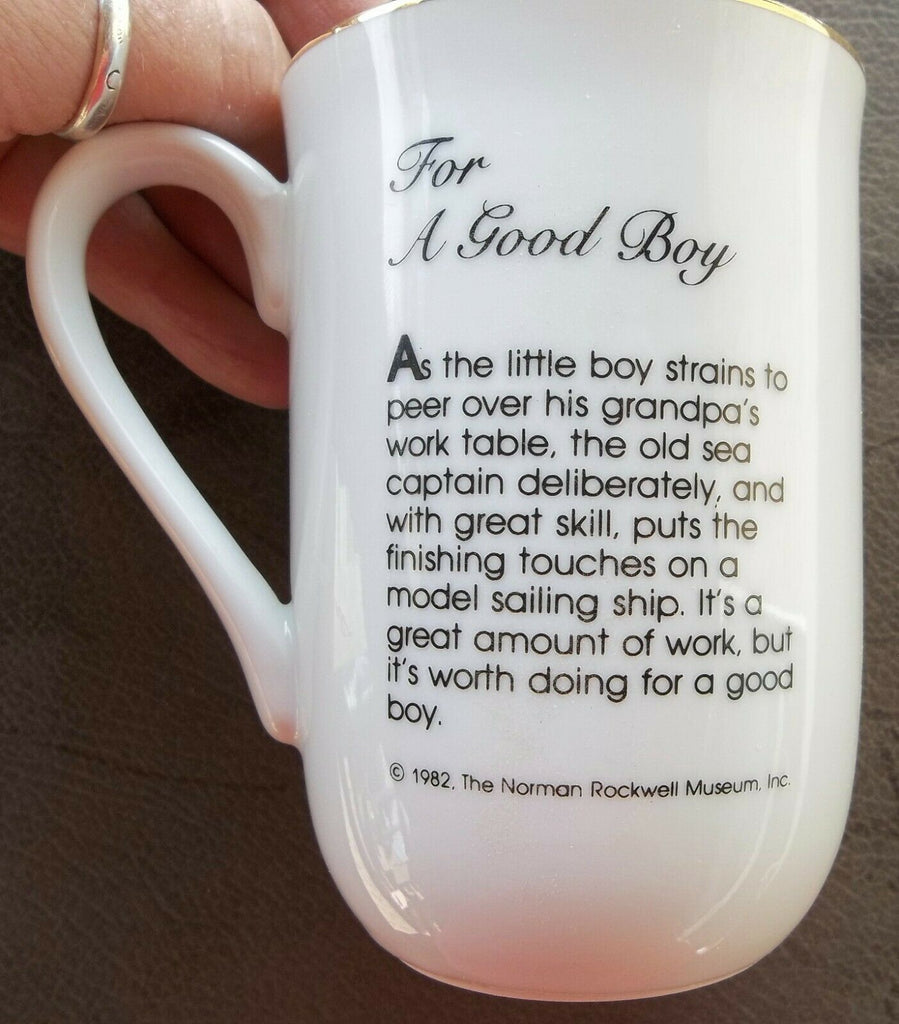 For
A Good Boy
As the little boy strains to
peer over his grandpa's
work table, the old sea
captain deliberately, and
with great skill, puts the
finishing touches on a
model sailing ship. It's a
great amount of work, but
it's worth doing for a good
boy.
© 1982, The Norman Rockwell Museum, Inc.